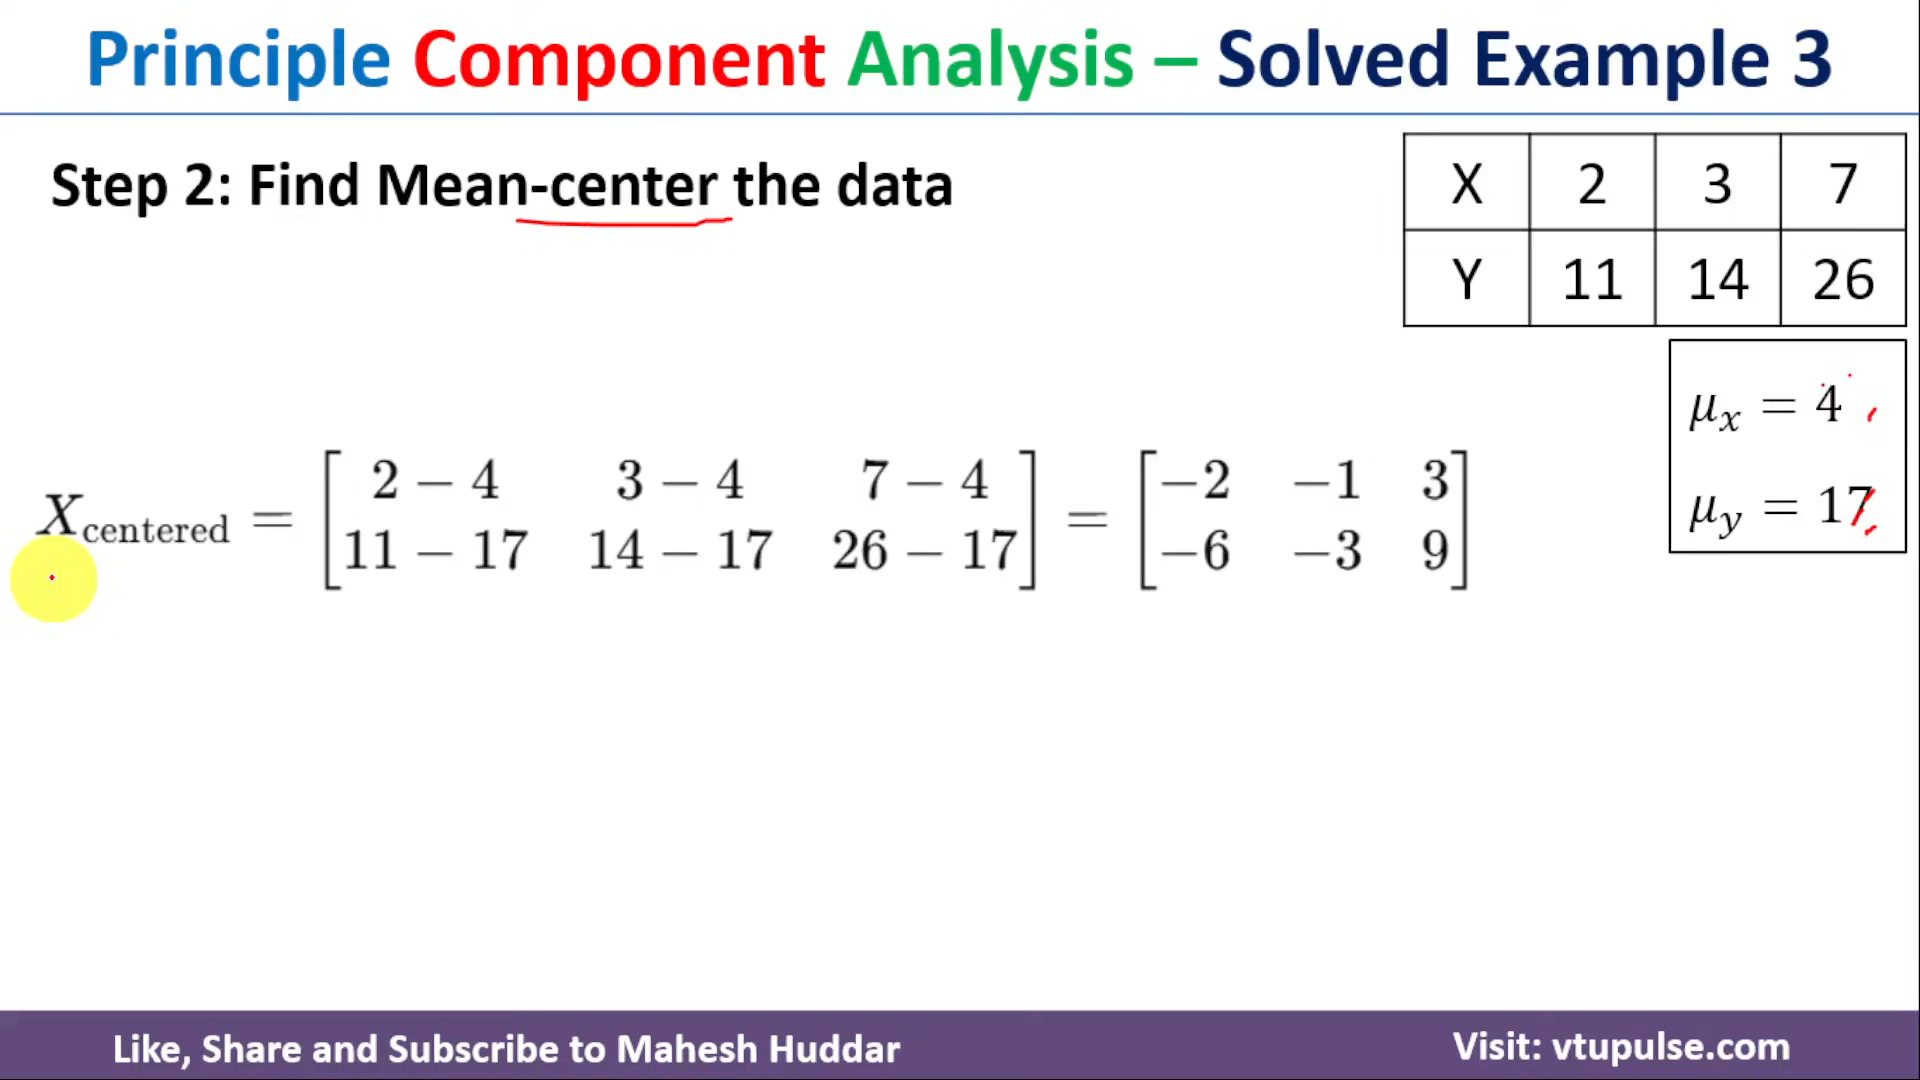 Principle Component Analysis – Solved Example 3
Step 2: Find Mean-center the data
X 2 3 7
Y 11 14 26
μx = 4
μy = 17
Xcentered = [2 − 4 3 − 4 7 − 4] = [−2 −1 3]
[11 − 17 14 − 17 26 − 17] [−6 −3 9]
Like, Share and Subscribe to Mahesh Huddar
Visit: vtupulse.com